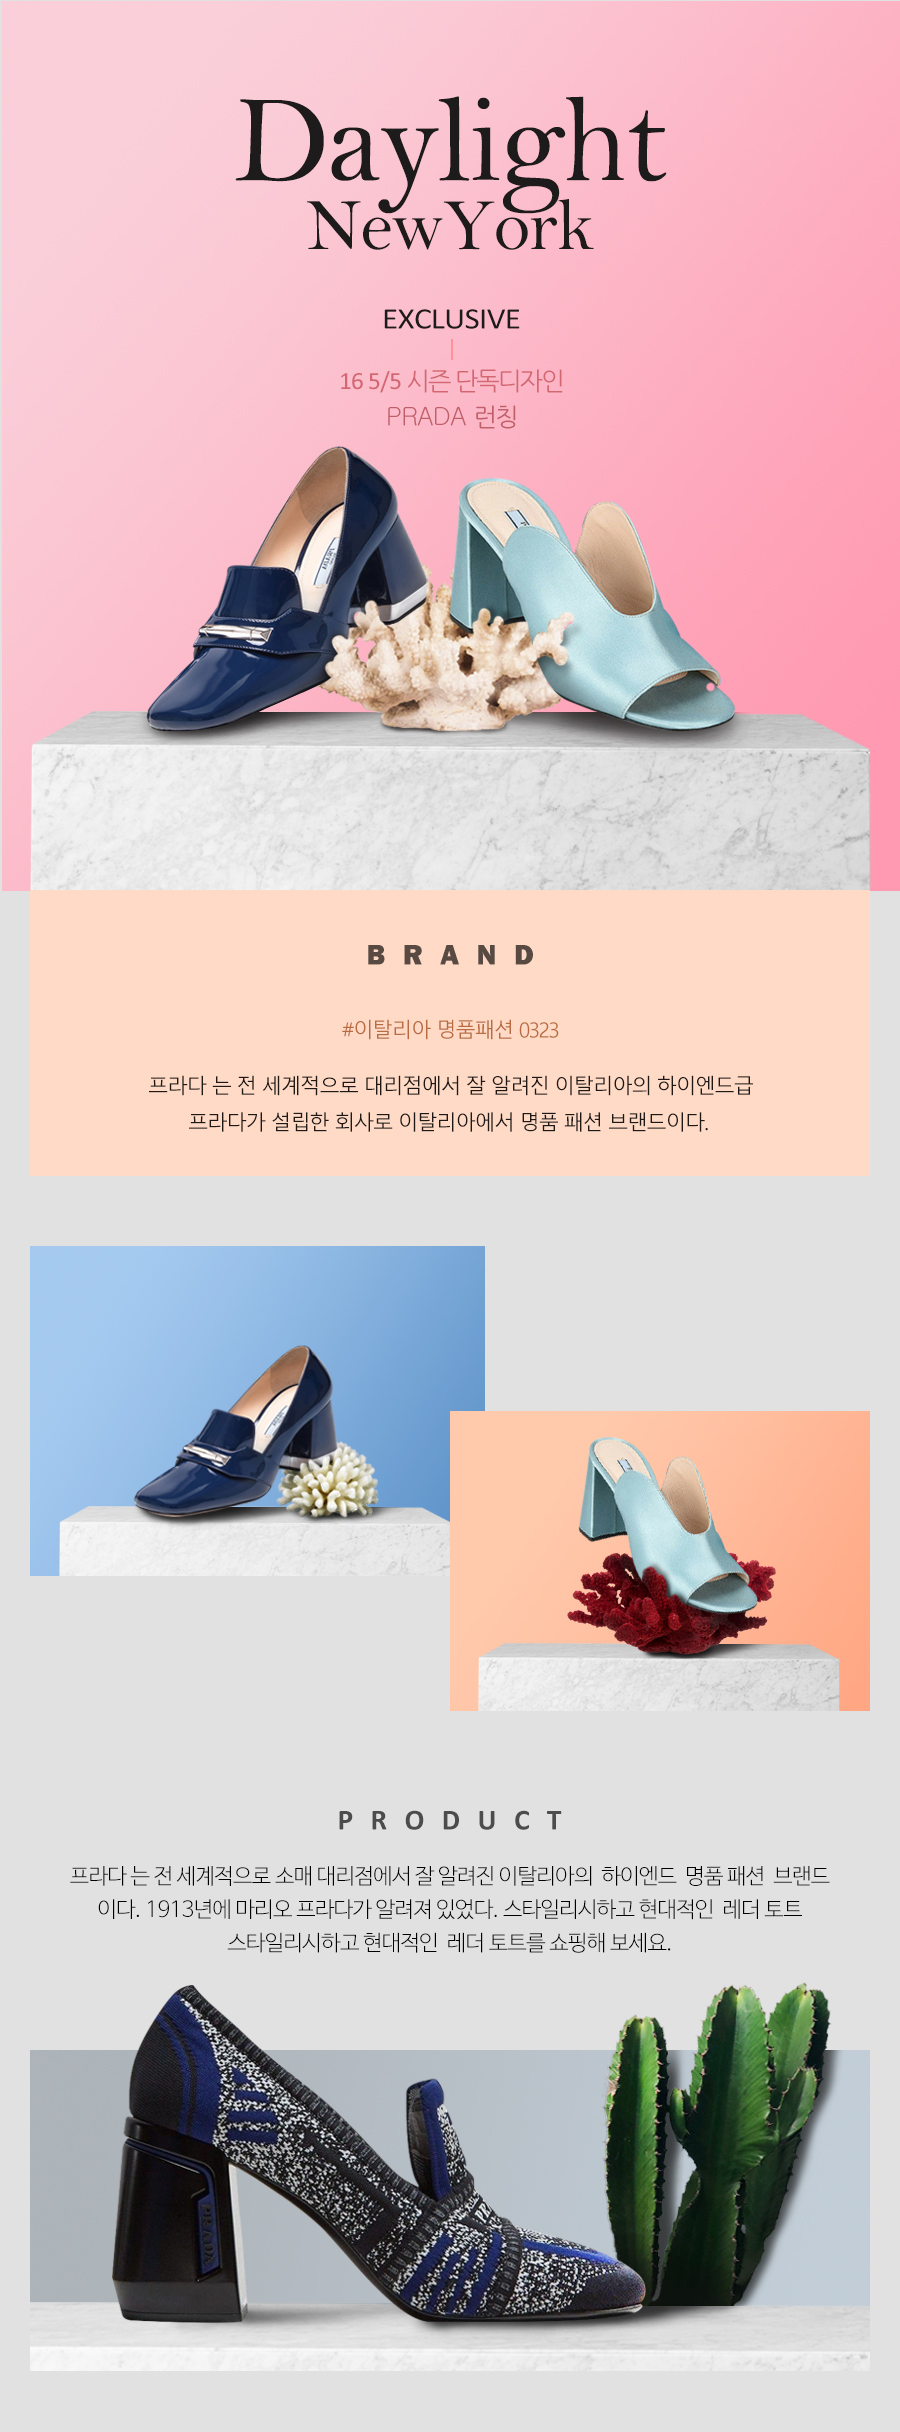 Daylight
New York
EXCLUSIVE
16 5/5 시즌 단독디자인
PRADA 런칭
BRAND
#이탈리아 명품패션 0323
프라다 는 전 세계적으로 대리점에서 잘 알려진 이탈리아의 하이엔드급
프라다가 설립한 회사로 이탈리아에서 명품 패션 브랜드이다.
PRODUCT
프라다 는 전 세계적으로 소매 대리점에서 잘 알려진 이탈리아의 하이엔드 명품 패션 브랜드
이다. 1913년에 마리오 프라다가 알려져 있었다. 스타일리시하고 현대적인 레더 토트
스타일리시하고 현대적인 레더 토트를 쇼핑해 보세요.
PRADA